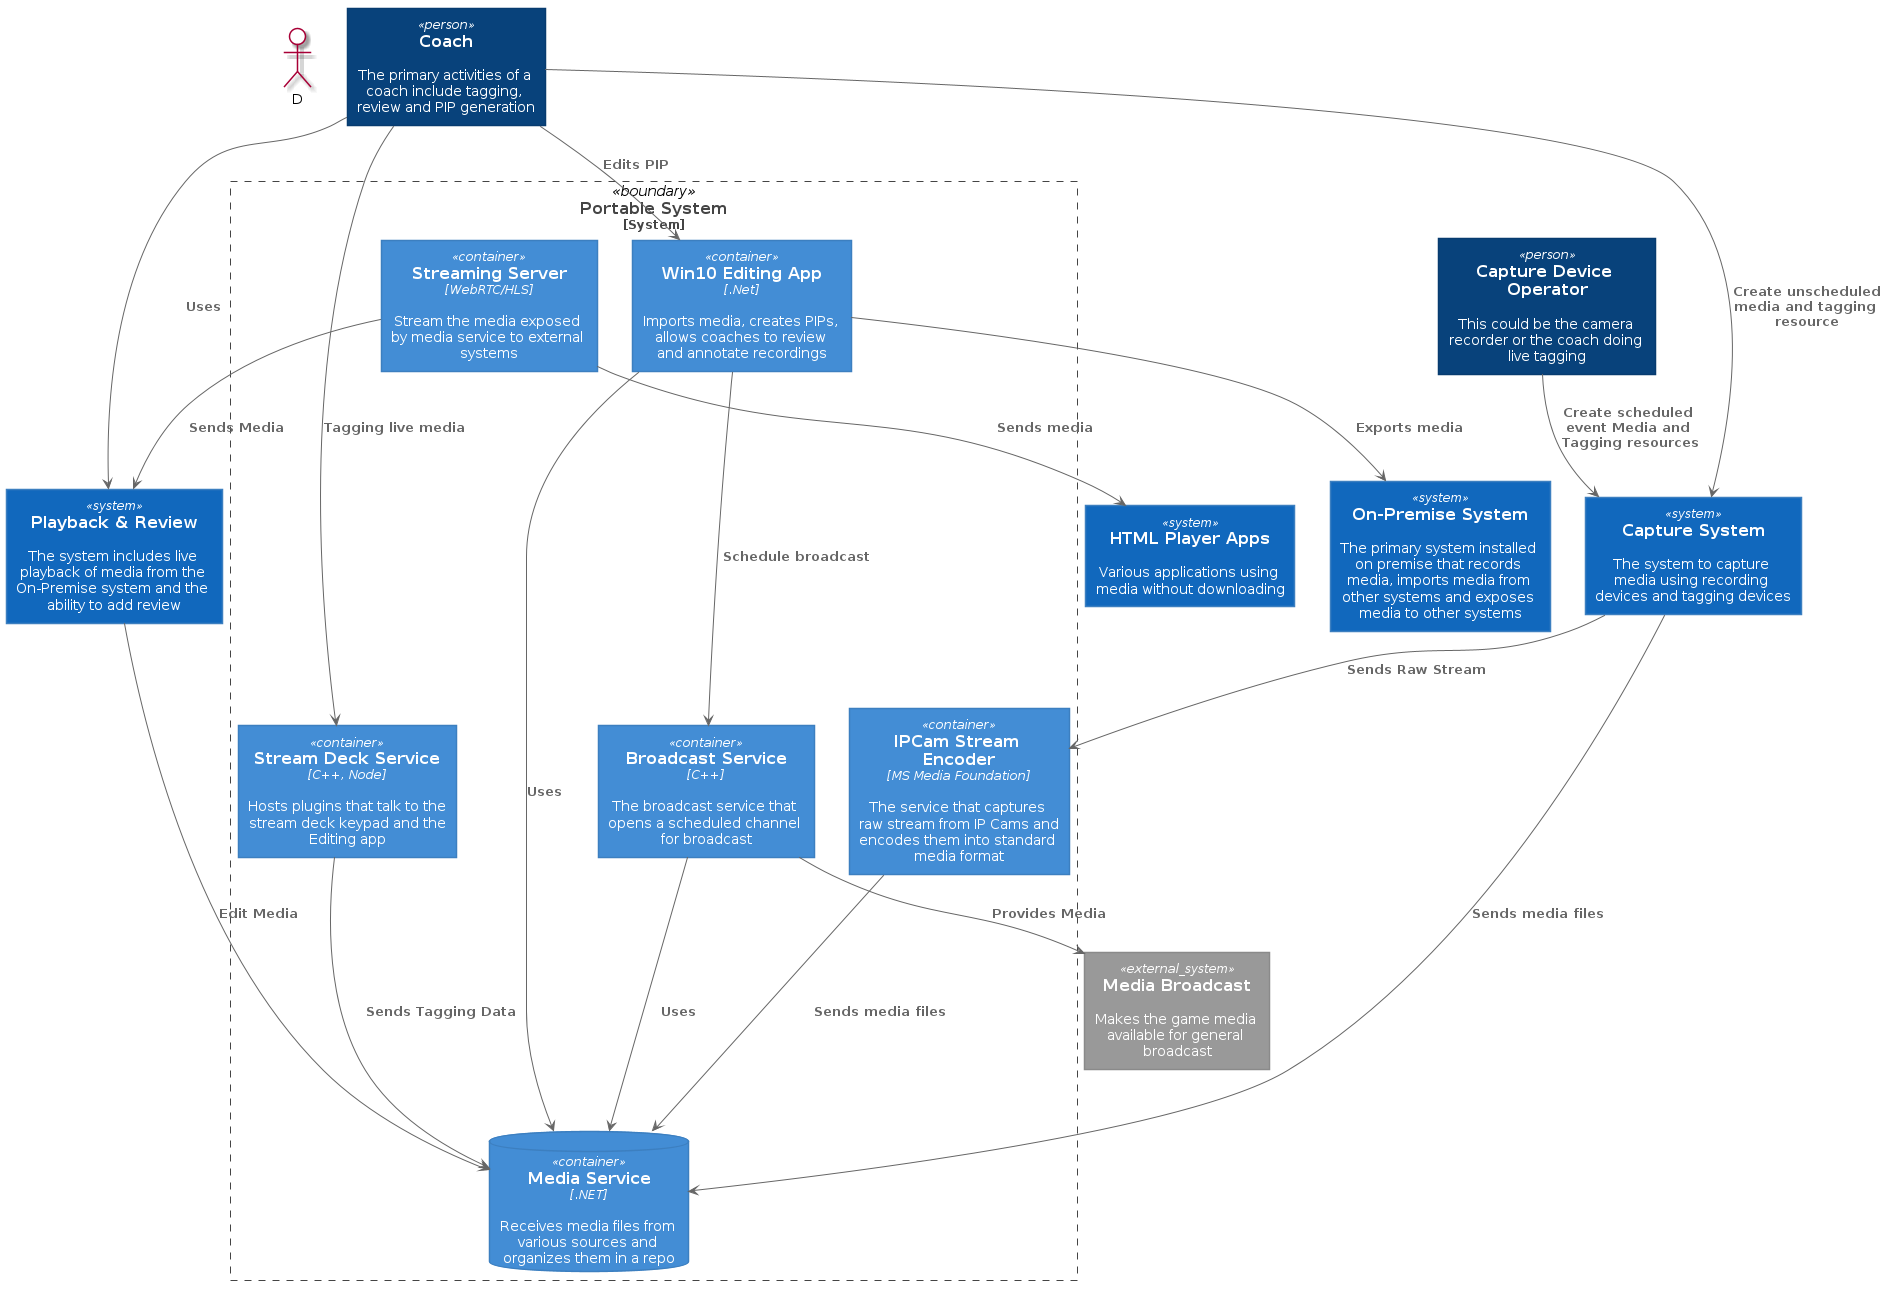 «person»
Coach
The primary activities of a
coach include tagging,
review and PIP generation
D
Edits PIP
«boundary»
Portable System
[System]
«container»
Streaming Server
[WebRTC/HLS]
Stream the media exposed
by media service to external
systems
«container»
Win10 Editing App
[.Net]
Imports media, creates PIPs,
allows coaches to review
and annotate recordings
«person»
Capture Device
Operator
This could be the camera
recorder or the coach doing
live tagging
Uses
Create unscheduled
media and tagging
resource
Sends Media
Tagging live media
Sends media
Exports media
Create scheduled
event Media and
Tagging resources
«system»
Playback & Review
The system includes live
playback of media from the
On-Premise system and the
ability to add review
Schedule broadcast
«system»
HTML Player Apps
Various applications using
media without downloading
«system»
On-Premise System
The primary system installed
on premise that records
media, imports media from
other systems and exposes
media to other systems
«system»
Capture System
The system to capture
media using recording
devices and tagging devices
Sends Raw Stream
«container»
Stream Deck Service
[C++, Node]
Hosts plugins that talk to the
stream deck keypad and the
Editing app
Uses
«container»
Broadcast Service
[C++]
The broadcast service that
opens a scheduled channel
for broadcast
«container»
IPCam Stream
Encoder
[MS Media Foundation]
The service that captures
raw stream from IP Cams and
encodes them into standard
media format
Edit Media
Provides Media
Sends media files
Sends Tagging Data
Uses
Sends media files
«external_system»
Media Broadcast
Makes the game media
available for general
broadcast
«container»
Media Service
[.NET]
Receives media files from
various sources and
organizes them in a repo